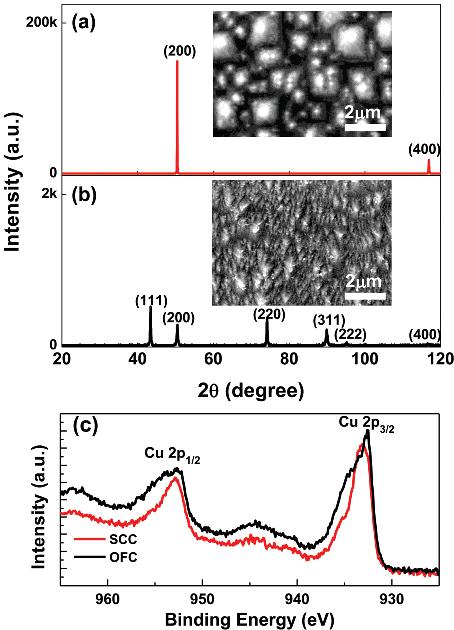 (a)
200k
(200)
2μm
(400)
0
Intensity (a.u.)
(b)
2k
2μm
(111)
(200)
(220)
(311)
(222)
(400)
0
20 40 60 80 100 120
2θ (degree)
(c)
Cu 2p1/2
Cu 2p3/2
Intensity (a.u.)
SCC
OFC
960 950 940 930
Binding Energy (eV)